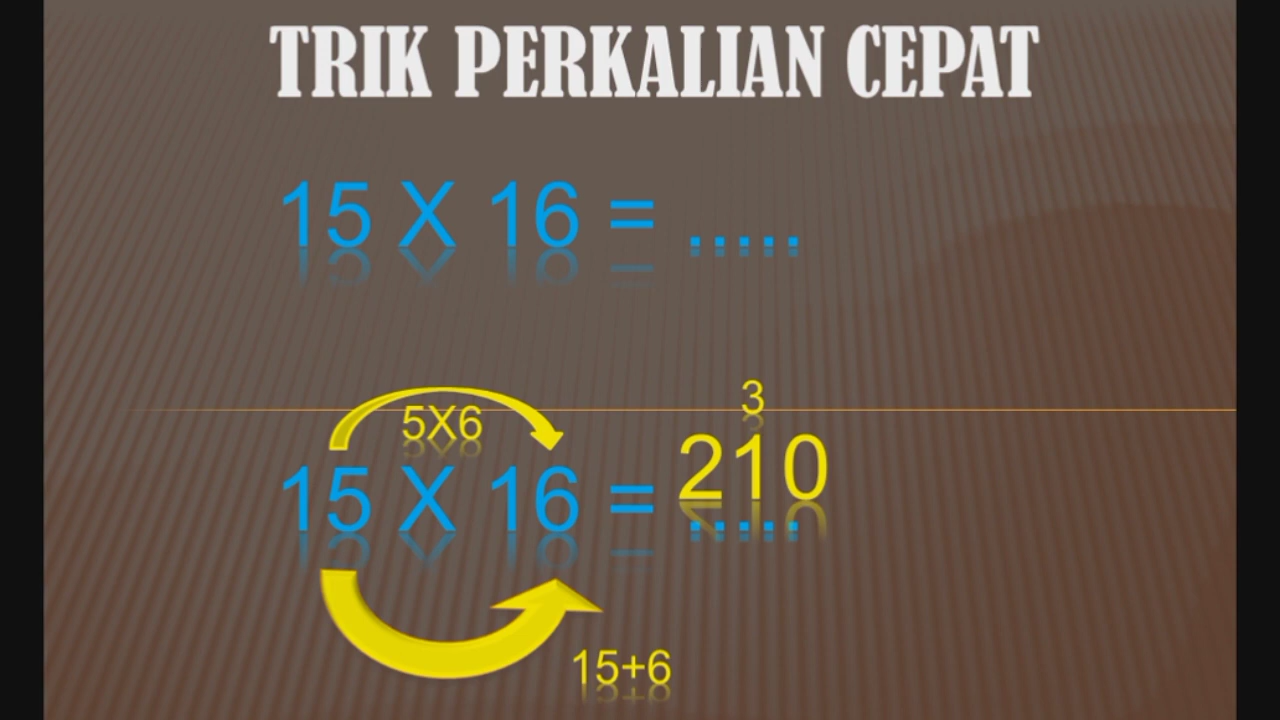 TRIK PERKALIAN CEPAT
15 X 16 = .....
3
5X6
15 X 16 = 210 .....
15+6